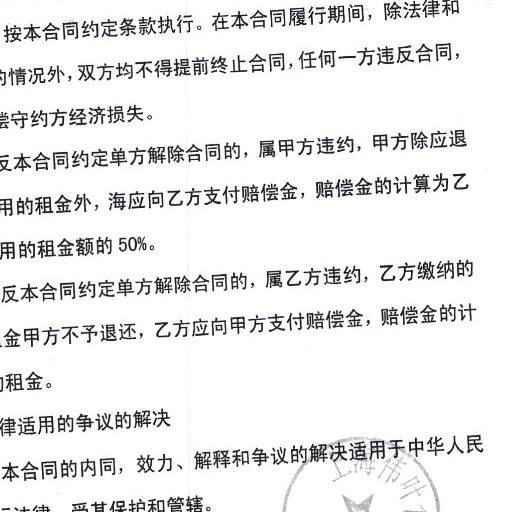 按本合同约定条款执行。在本合同履行期间，除法律和
的情况外，双方均不得提前终止合同，任何一方违反合同，
偿守约方经济损失。
反本合同约定单方解除合同的，属甲方违约，甲方除应退
用的租金外，海应向乙方支付赔偿金，赔偿金的计算为乙
用的租金额的 50%。
反本合同约定单方解除合同的，属乙方违约，乙方缴纳的
金甲方不予退还，乙方应向甲方支付赔偿金，赔偿金的计
的租金。
律适用的争议的解决
本合同的内同，效力、解释和争议的解决适用于中华人民
法律，受其保护和管辖。
上海伟叶